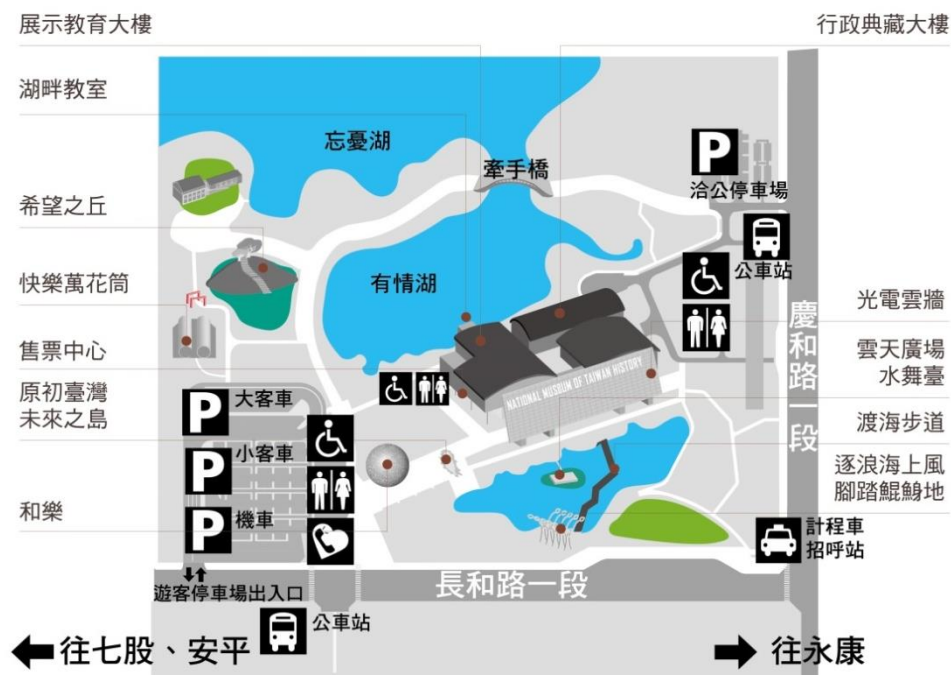 展示教育大樓
行政典藏大樓
湖畔教室
忘憂湖
牽手橋
P
洽公停車場
希望之丘
公車站
快樂萬花筒
有情湖
光電雲牆
售票中心
雲天廣場
水舞臺
NATIONAL MUSEUM OF TAIWAN HISTORY
慶和路一段
原初臺灣
未來之島
P
大客車
渡海步道
P
小客車
逐浪海上風
腳踏鯤鯓地
和樂
P
機車
計程車
招呼站
遊客停車場出入口
長和路一段
公車站
往七股、安平
往永康